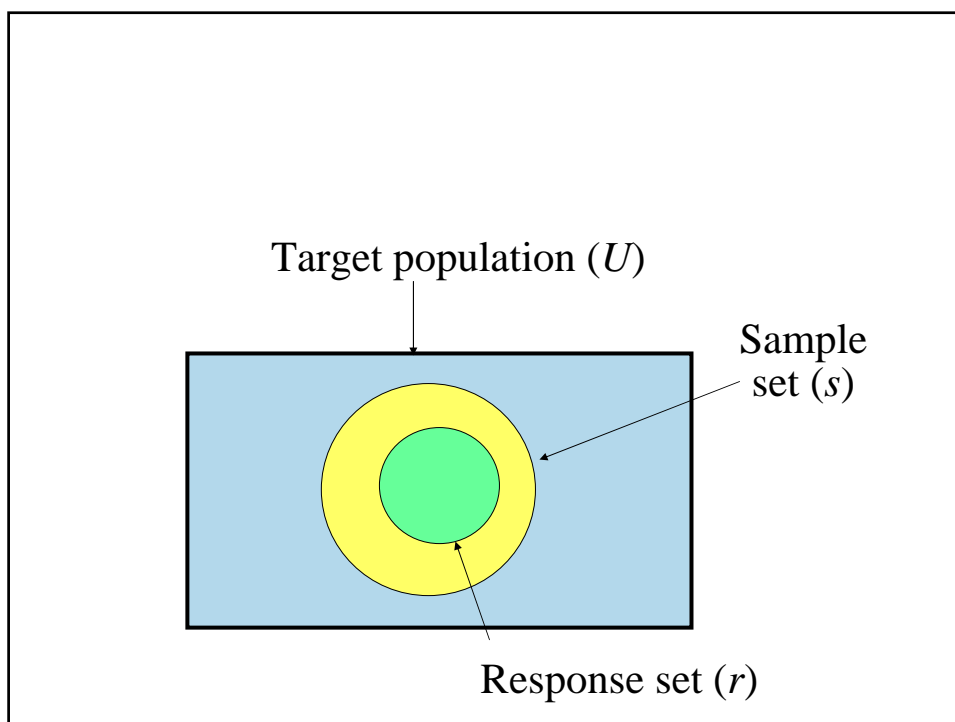 Target population (U)
Sample
set (s)
Response set (r)